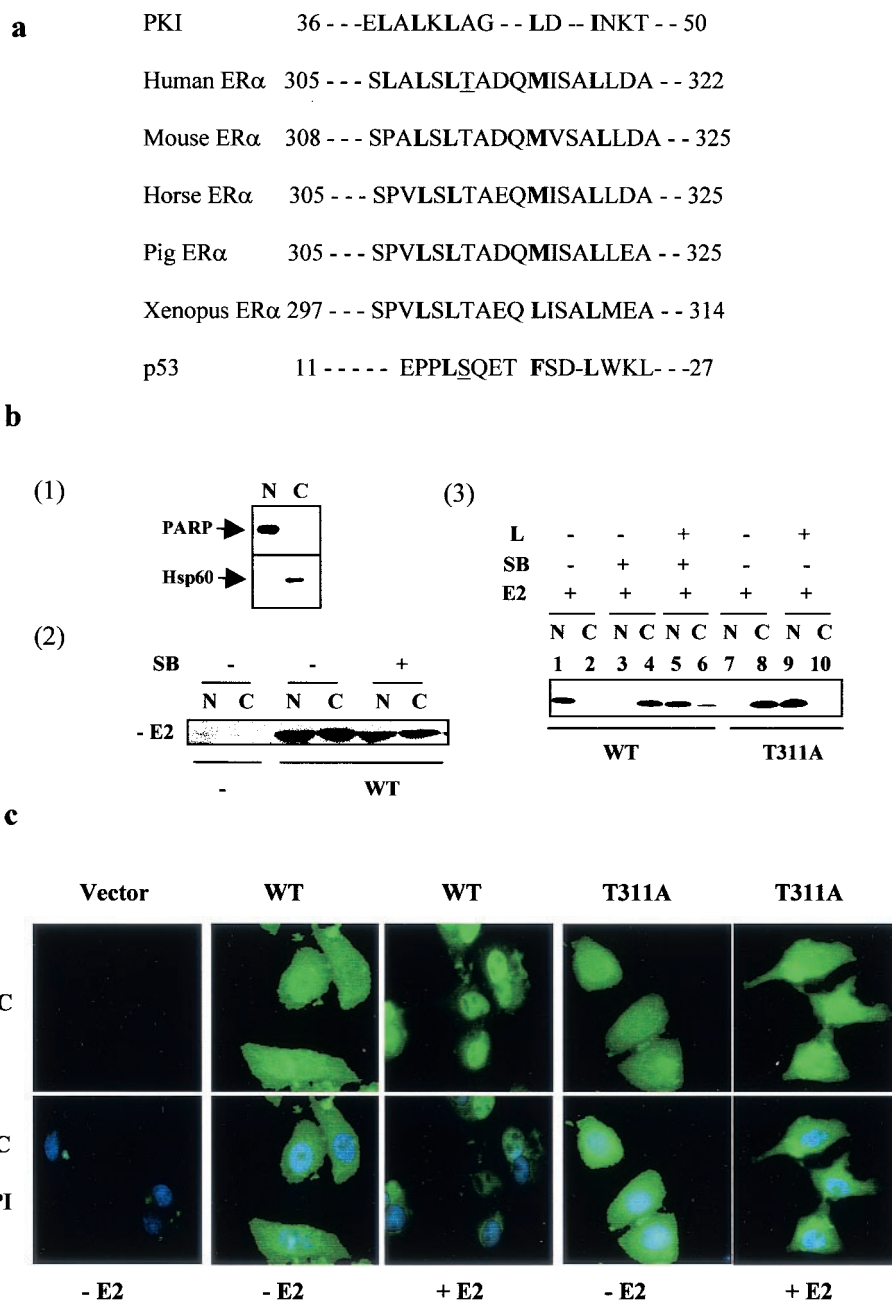 a
PKI 36 - - -ELALKLAG - - LD -- INKT - - 50
Human ERα 305 - - - SLALSLTADQMISALLDA - - 322
Mouse ERα 308 - - - SPALSLTADQMVSALLDA - - 325
Horse ERα 305 - - - SPVLSLTAEQMISALLDA - - 325
Pig ERα 305 - - - SPVLSLTADQMISALLEA - - 325
Xenopus ERα 297 - - - SPVLSLTAEQ LISALMEA - - 314
p53 11 - - - - - EPPLSQET FSD-LWKL- - -27
b
(1)
N C
PARP
Hsp60
(2)
SB - - +
N C N C N C
- E2
- WT
(3)
L - - + - +
SB - + + - -
E2 + + + + +
N C N C N C N C N C
1 2 3 4 5 6 7 8 9 10
WT T311A
c
Vector WT WT T311A T311A
C
C
PI
- E2 - E2 + E2 - E2 + E2